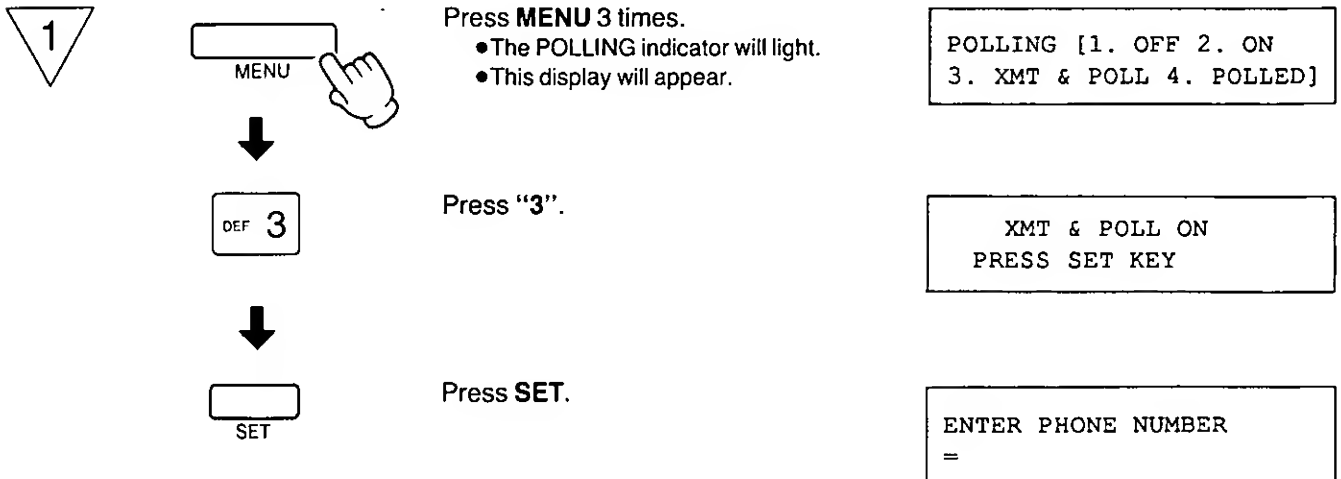 1
MENU
Press MENU 3 times.
●The POLLING indicator will light.
●This display will appear.
POLLING [1. OFF 2. ON
3. XMT & POLL 4. POLLED]
DEF 3
Press “3”.
XMT & POLL ON
PRESS SET KEY
SET
Press SET.
ENTER PHONE NUMBER
=